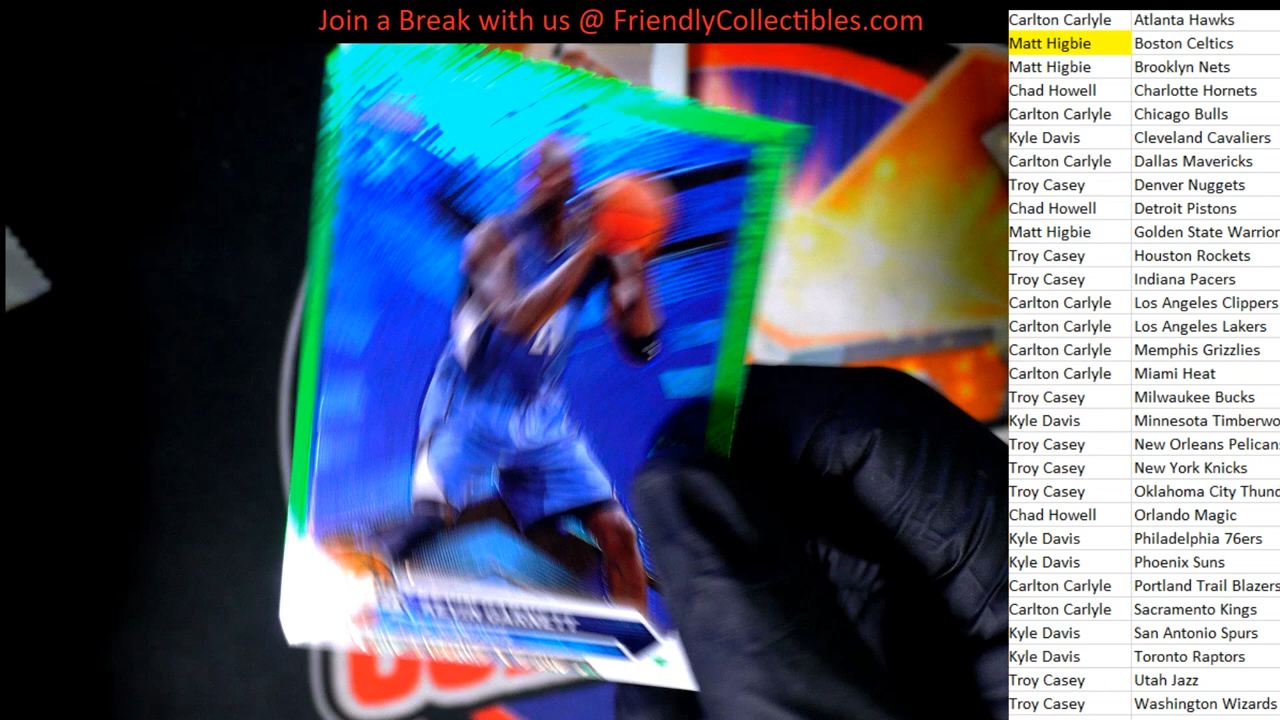 Join a Break with us @ FriendlyCollectibles.com
Carlton Carlyle Atlanta Hawks
Matt Higbie Boston Celtics
Matt Higbie Brooklyn Nets
Chad Howell Charlotte Hornets
Carlton Carlyle Chicago Bulls
Kyle Davis Cleveland Cavaliers
Carlton Carlyle Dallas Mavericks
Troy Casey Denver Nuggets
Chad Howell Detroit Pistons
Matt Higbie Golden State Warrior
Troy Casey Houston Rockets
Troy Casey Indiana Pacers
Carlton Carlyle Los Angeles Clippers
Carlton Carlyle Los Angeles Lakers
Carlton Carlyle Memphis Grizzlies
Carlton Carlyle Miami Heat
Troy Casey Milwaukee Bucks
Kyle Davis Minnesota Timberwo
Troy Casey New Orleans Pelican
Troy Casey New York Knicks
Troy Casey Oklahoma City Thund
Chad Howell Orlando Magic
Kyle Davis Philadelphia 76ers
Kyle Davis Phoenix Suns
Carlton Carlyle Portland Trail Blazers
Carlton Carlyle Sacramento Kings
Kyle Davis San Antonio Spurs
Kyle Davis Toronto Raptors
Troy Casey Utah Jazz
Troy Casey Washington Wizards